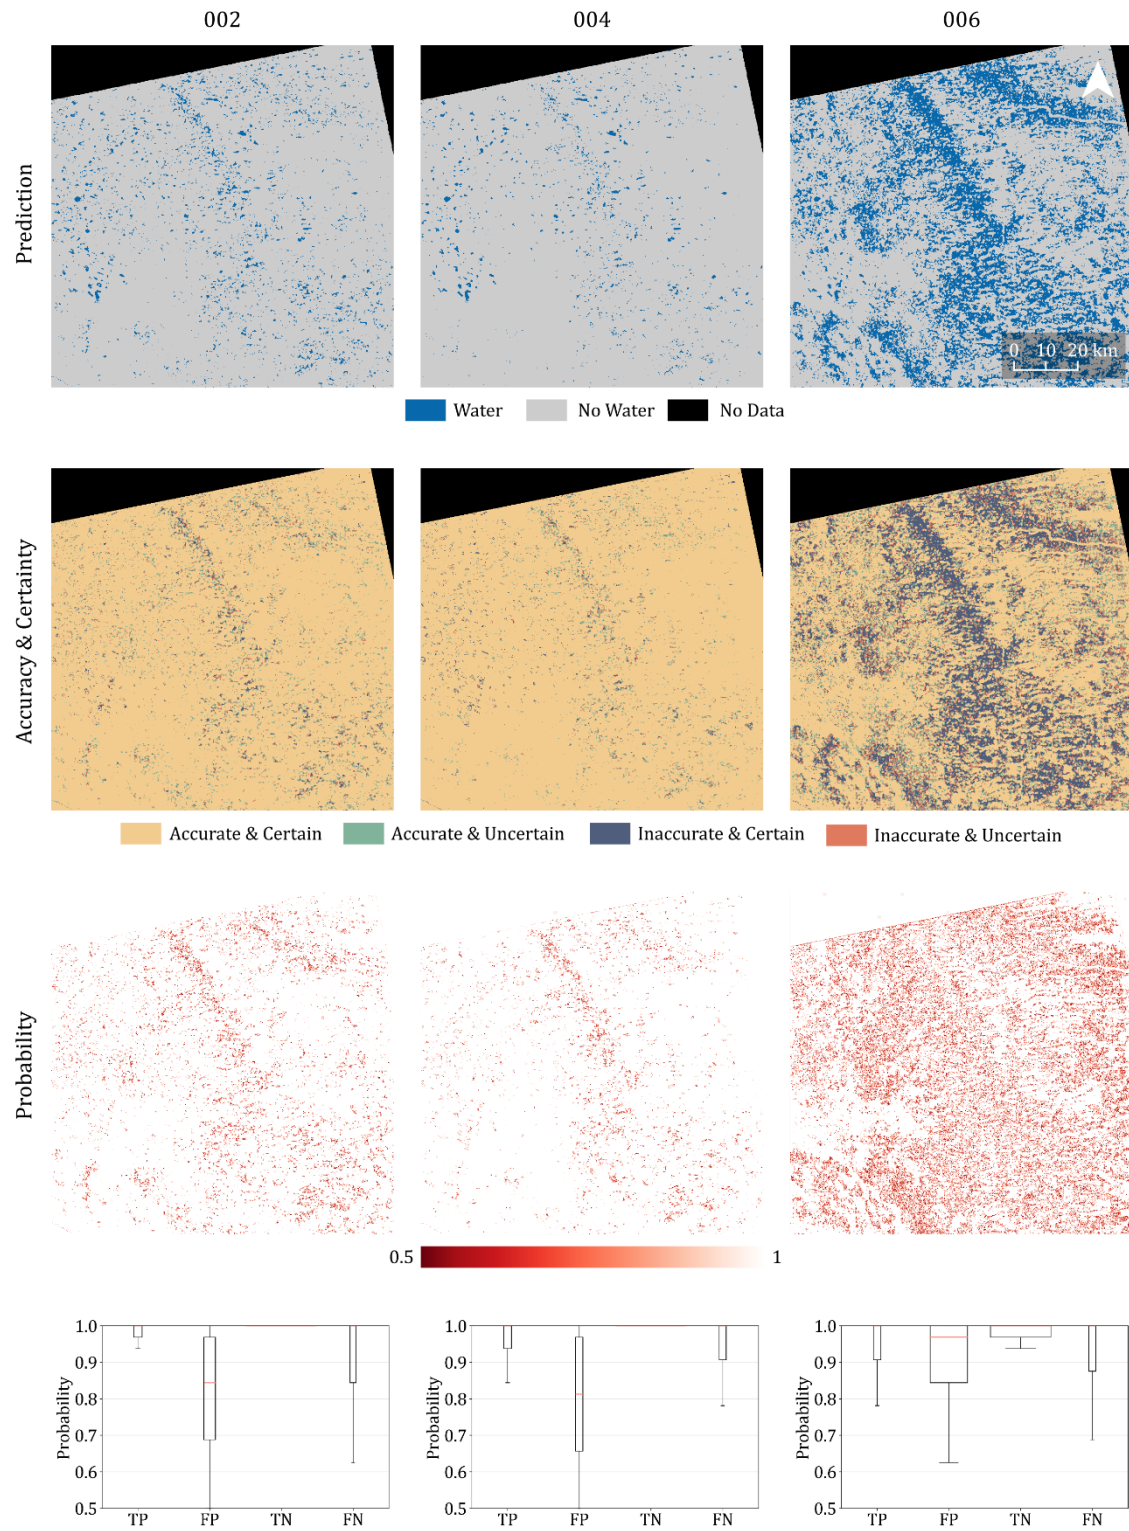 002 004 006
Prediction
0 10 20 km
Water No Water No Data
Accuracy & Certainty
Accurate & Certain Accurate & Uncertain Inaccurate & Certain Inaccurate & Uncertain
Probability
0.5 1
Probability
1.0
0.9
0.8
0.7
0.6
0.5
TP FP TN FN
Probability
1.0
0.9
0.8
0.7
0.6
0.5
TP FP TN FN
Probability
1.0
0.9
0.8
0.7
0.6
0.5
TP FP TN FN